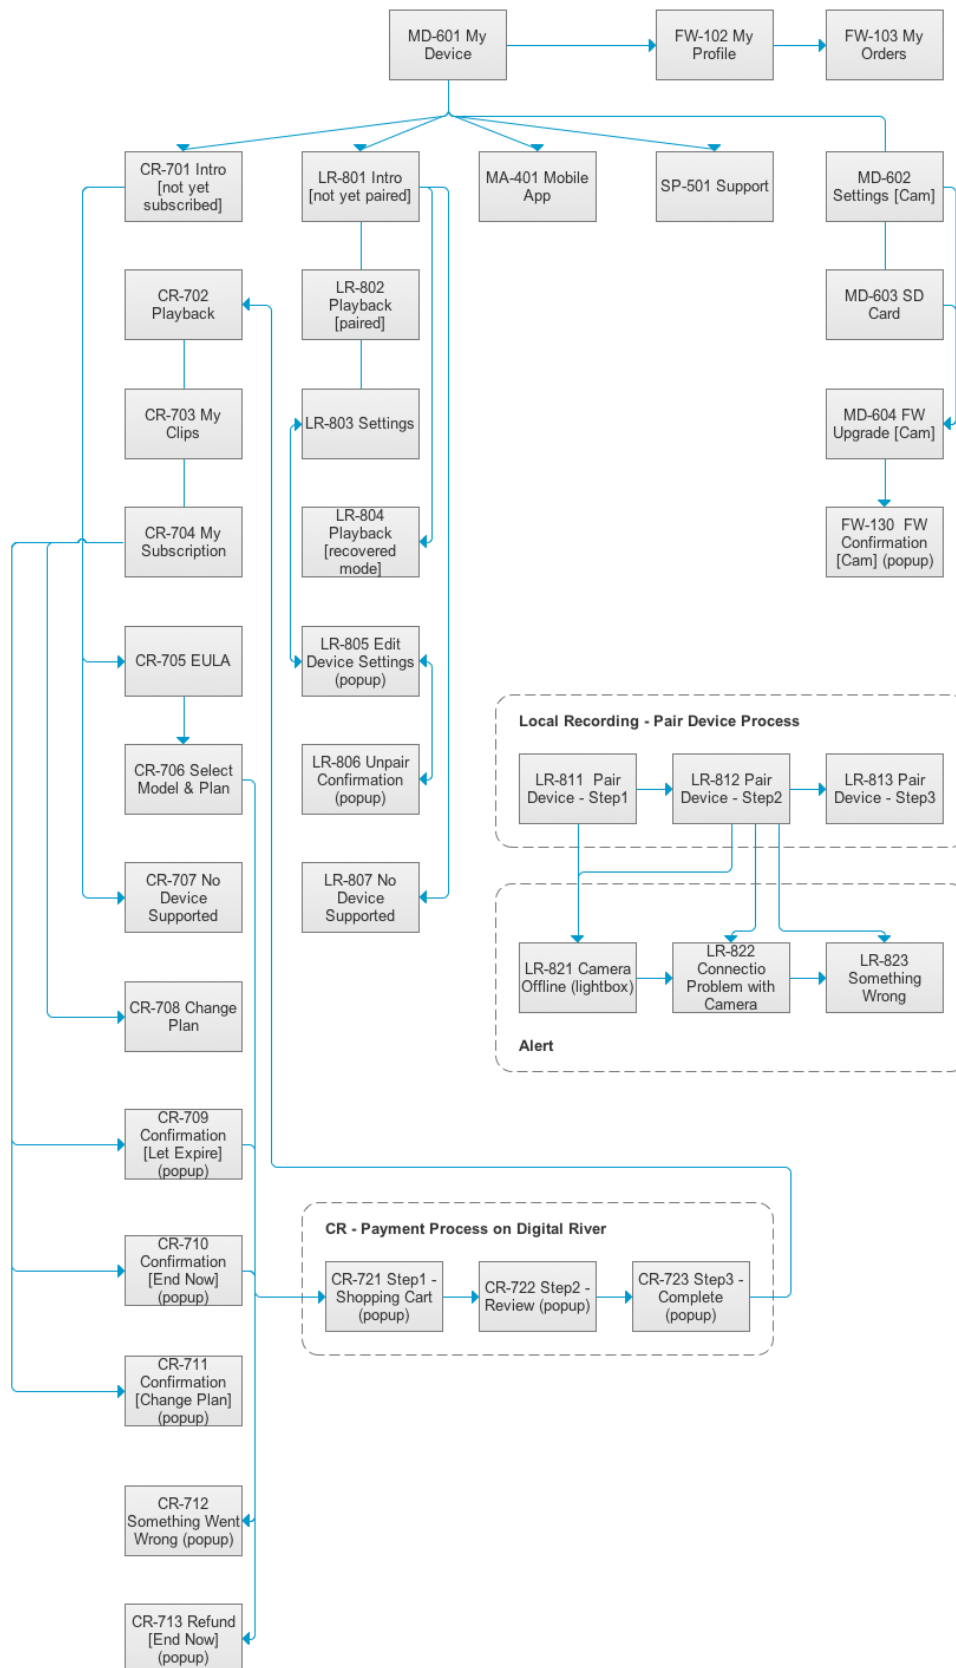 MD-601 My
Device
FW-102 My
Profile
FW-103 My
Orders
CR-701 Intro
[not yet
subscribed]
LR-801 Intro
[not yet paired]
MA-401 Mobile
App
SP-501 Support
MD-602
Settings [Cam]
CR-702
Playback
LR-802
Playback
[paired]
MD-603 SD
Card
CR-703 My
Clips
LR-803 Settings
MD-604 FW
Upgrade [Cam]
CR-704 My
Subscription
LR-804
Playback
[recovered
mode]
FW-130  FW
Confirmation
[Cam] (popup)
CR-705 EULA
LR-805 Edit
Device Settings
(popup)
Local Recording - Pair Device Process
CR-706 Select
Model & Plan
LR-806 Unpair
Confirmation
(popup)
LR-811  Pair
Device - Step1
LR-812 Pair
Device - Step2
LR-813 Pair
Device - Step3
CR-707 No
Device
Supported
LR-807 No
Device
Supported
LR-821 Camera
Offline (lightbox)
LR-822
Connectio
Problem with
Camera
LR-823
Something
Wrong
Alert
CR-708 Change
Plan
CR-709
Confirmation
[Let Expire]
(popup)
CR - Payment Process on Digital River
CR-710
Confirmation
[End Now]
(popup)
CR-721 Step1 -
Shopping Cart
(popup)
CR-722 Step2 -
Review (popup)
CR-723 Step3 -
Complete
(popup)
CR-711
Confirmation
[Change Plan]
(popup)
CR-712
Something Went
Wrong (popup)
CR-713 Refund
[End Now]
(popup)